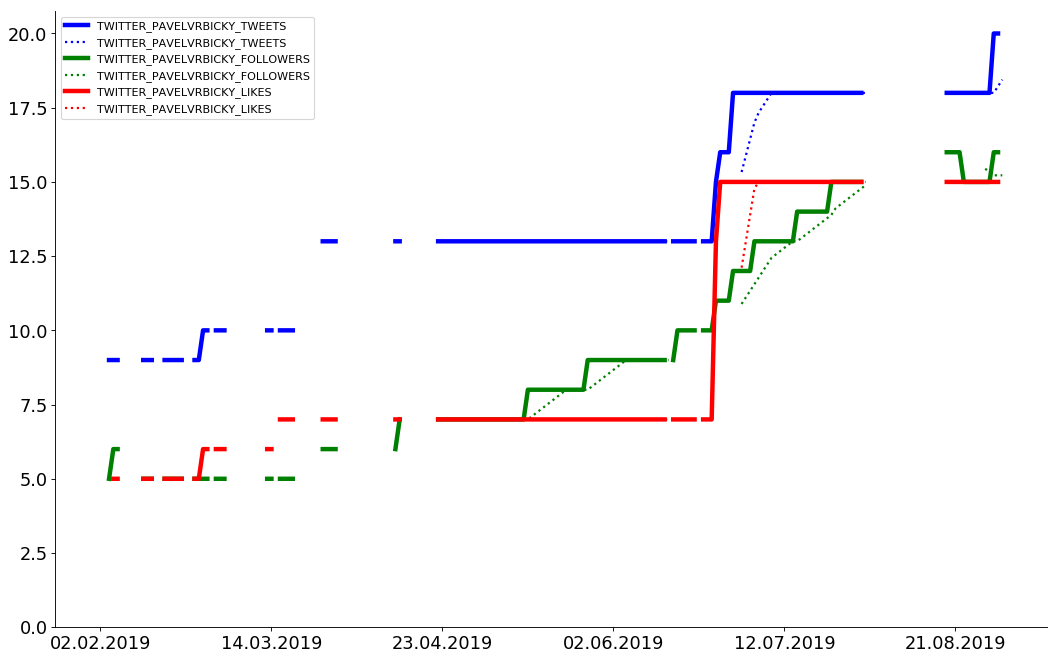 TWITTER_PAVELVRBICKY_TWEETS
TWITTER_PAVELVRBICKY_TWEETS
TWITTER_PAVELVRBICKY_FOLLOWERS
TWITTER_PAVELVRBICKY_FOLLOWERS
TWITTER_PAVELVRBICKY_LIKES
TWITTER_PAVELVRBICKY_LIKES
20.0
17.5
15.0
12.5
10.0
7.5
5.0
2.5
0.0
02.02.2019 14.03.2019 23.04.2019 02.06.2019 12.07.2019 21.08.2019